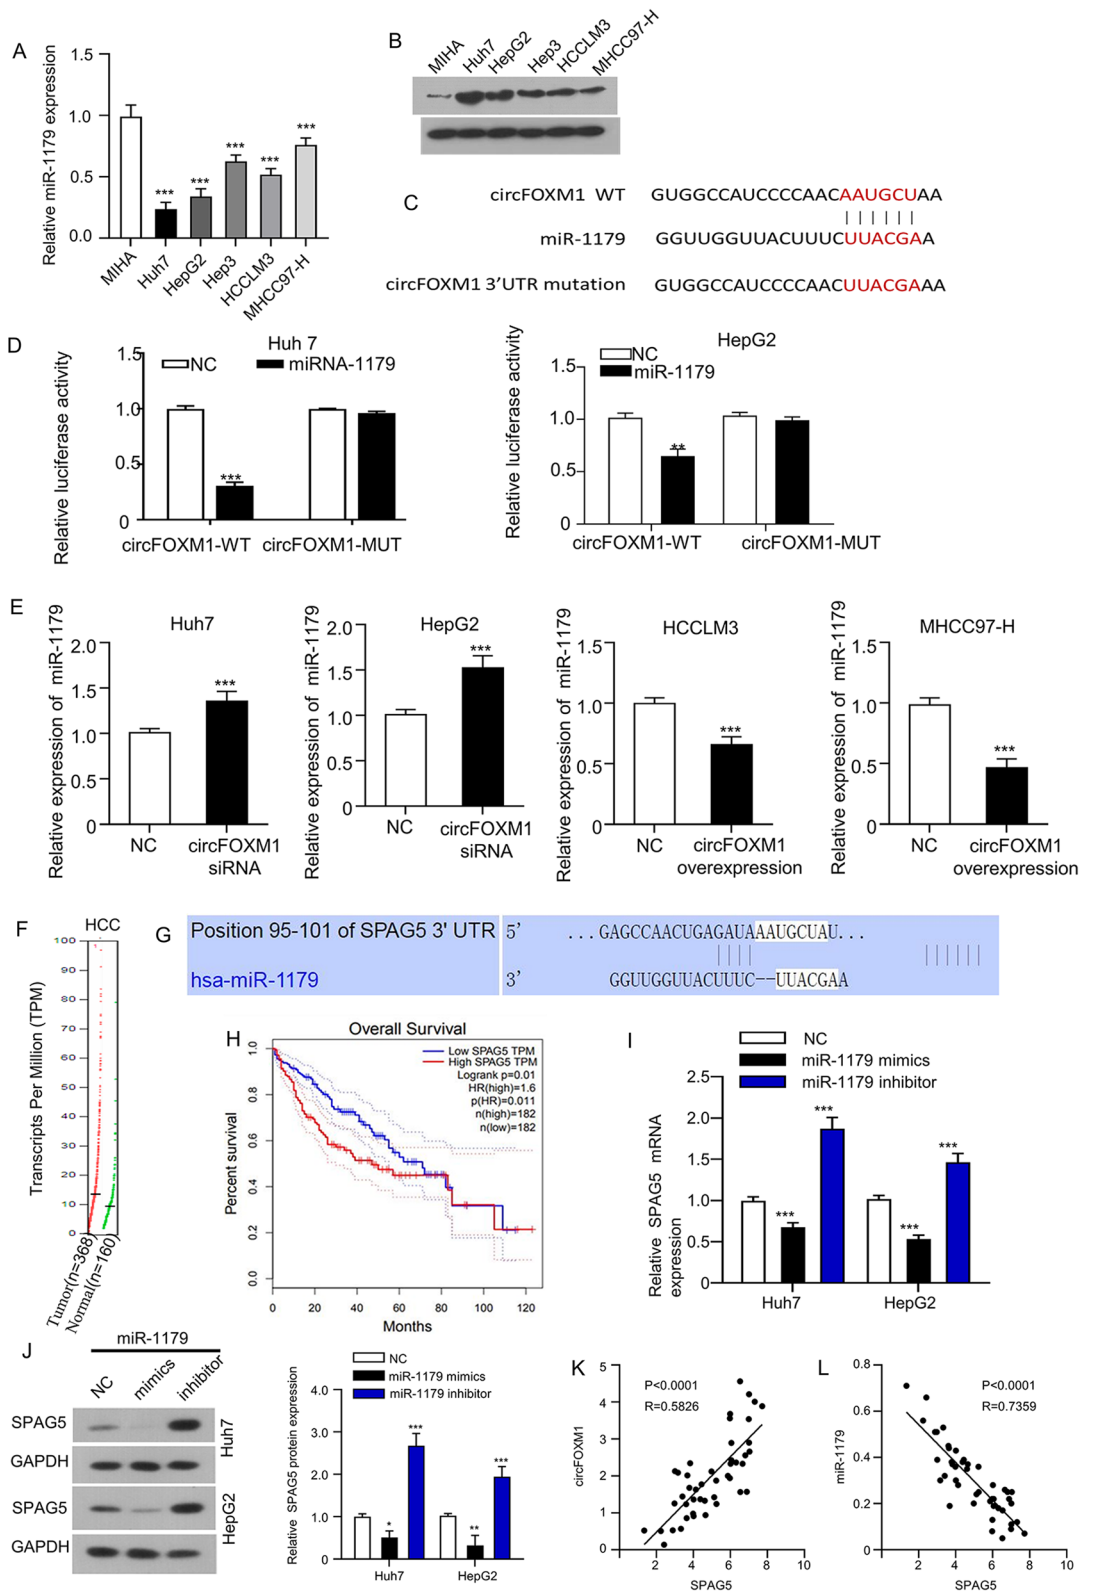 A
Relative miR-1179 expression
1.5
1.0
0.5
0.0
***
***
***
***
***
MIHA
Huh7
HepG2
Hep3
HCCLM3
MHCC97-H
B
MIHA
Huh7
HepG2
Hep3
HCCLM3
MHCC97-H
C
circFOXM1 WT GUGGCCAUCCCCAACAAUGCUAA
miR-1179 GGUUGGUUACUUUCUUACGAA
circFOXM1 3'UTR mutation GUGGCCAUCCCCAACUUACGAAA
D
Relative luciferase activity
Huh 7
NC
miRNA-1179
1.5
1.0
0.5
0
***
circFOXM1-WT
circFOXM1-MUT
Relative luciferase activity
HepG2
NC
miR-1179
1.5
1.0
0.5
0
**
circFOXM1-WT
circFOXM1-MUT
E
Relative expression of miR-1179
Huh7
2.0
1.5
1.0
0.5
0
***
NC
circFOXM1
siRNA
Relative expression of miR-1179
HepG2
2.0
1.5
1.0
0.5
0
***
NC
circFOXM1
siRNA
Relative expression of miR-1179
HCCLM3
1.5
1.0
0.5
0
***
NC
circFOXM1
overexpression
Relative expression of miR-1179
MHCC97-H
1.5
1.0
0.5
0
***
NC
circFOXM1
overexpression
F
HCC
Transcripts Per Million (TPM)
100
90
80
70
60
50
40
30
20
10
0
Tumor(n=368)
Normal(n=160)
G
Position 95-101 of SPAG5 3' UTR 5' ...GAGCCAACUGAGAUAAAUGCUAU...
hsa-miR-1179 3' GGUUGGUUACUUUC--UUACGAA
H
Overall Survival
Percent survival
1.0
0.8
0.6
0.4
0.2
0.0
Low SPAG5 TPM
High SPAG5 TPM
Logrank p=0.01
HR(high)=1.6
p(HR)=0.011
n(high)=182
n(low)=182
0 20 40 60 80 100 120
Months
I
NC
miR-1179 mimics
miR-1179 inhibitor
Relative SPAG5 mRNA
expression
2.5
2.0
1.5
1.0
0.5
0
***
***
***
***
Huh7
HepG2
J
miR-1179
NC
mimics
inhibitor
SPAG5
GAPDH
Huh7
SPAG5
GAPDH
HepG2
NC
miR-1179 mimics
miR-1179 inhibitor
Relative SPAG5 protein expression
4.0
3.0
2.0
1.0
0
*
***
**
***
Huh7
HepG2
K
circFOXM1
5
4
3
2
1
0
P<0.0001
R=0.5826
0 2 4 6 8 10
SPAG5
L
miR-1179
0.8
0.6
0.4
0.2
0
P<0.0001
R=0.7359
0 2 4 6 8 10
SPAG5